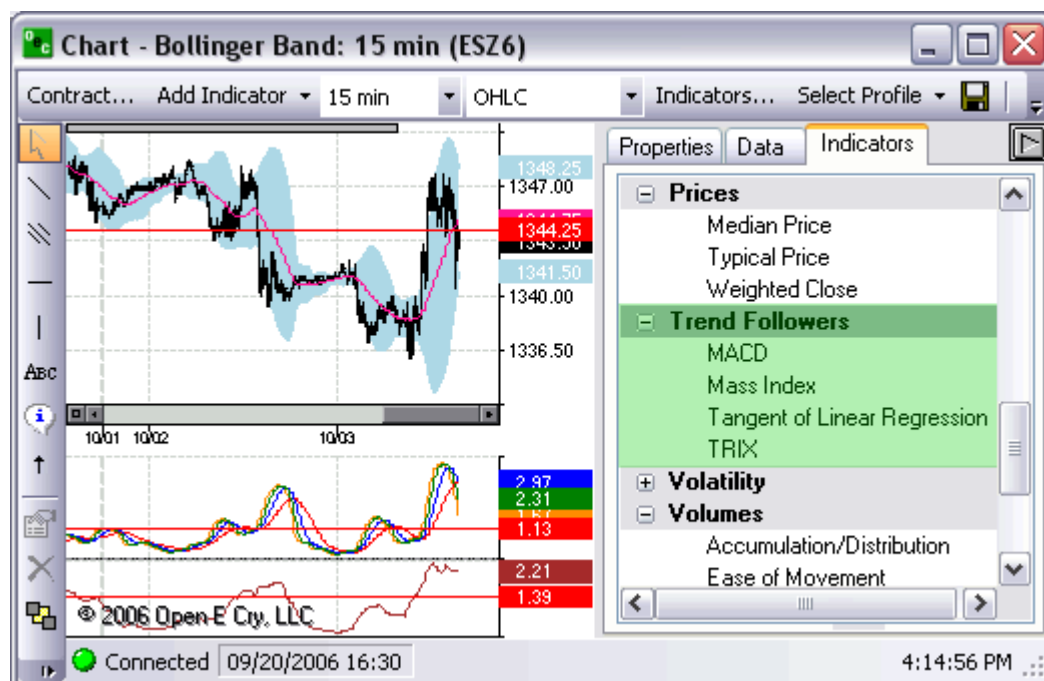 oec Chart - Bollinger Band: 15 min (ESZ6)
Contract... Add Indicator 15 min OHLC Indicators... Select Profile
Properties Data Indicators
1348.25
1347.00
1344.25
1341.50
1340.00
1336.50
ABC
10/01 10/02 10/03
2.97
2.31
1.13
2.21
1.39
© 2006 Open E Cry, LLC
Prices
Median Price
Typical Price
Weighted Close
Trend Followers
MACD
Mass Index
Tangent of Linear Regression
TRIX
Volatility
Volumes
Accumulation/Distribution
Ease of Movement
Connected 09/20/2006 16:30 4:14:56 PM